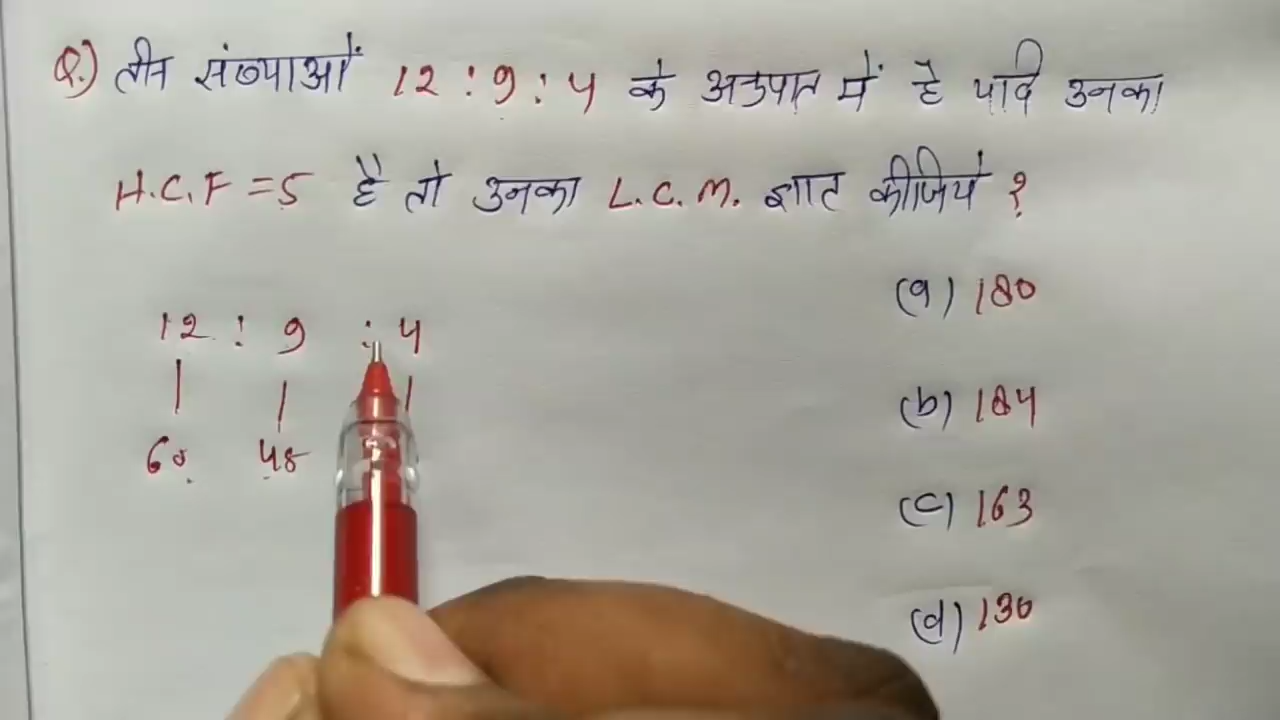 Q.) तीन संख्याओं 12 : 9 : 4 के अनुपात में है यदि उनका
H.C.F = 5 है तो उनका L.C.M. ज्ञात कीजिये ?
(a) 180
12 : 9 : 4
(b) 184
60 45
(c) 163
(d) 130